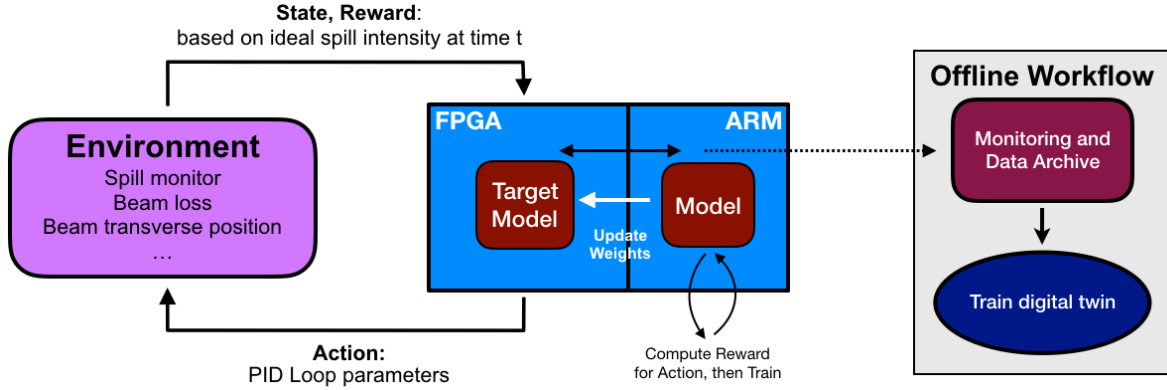 State, Reward:
based on ideal spill intensity at time t
Environment
Spill monitor
Beam loss
Beam transverse position
…
FPGA
ARM
Target
Model
Model
Update
Weights
Action:
PID Loop parameters
Compute Reward
for Action, then Train
Offline Workflow
Monitoring and
Data Archive
Train digital twin